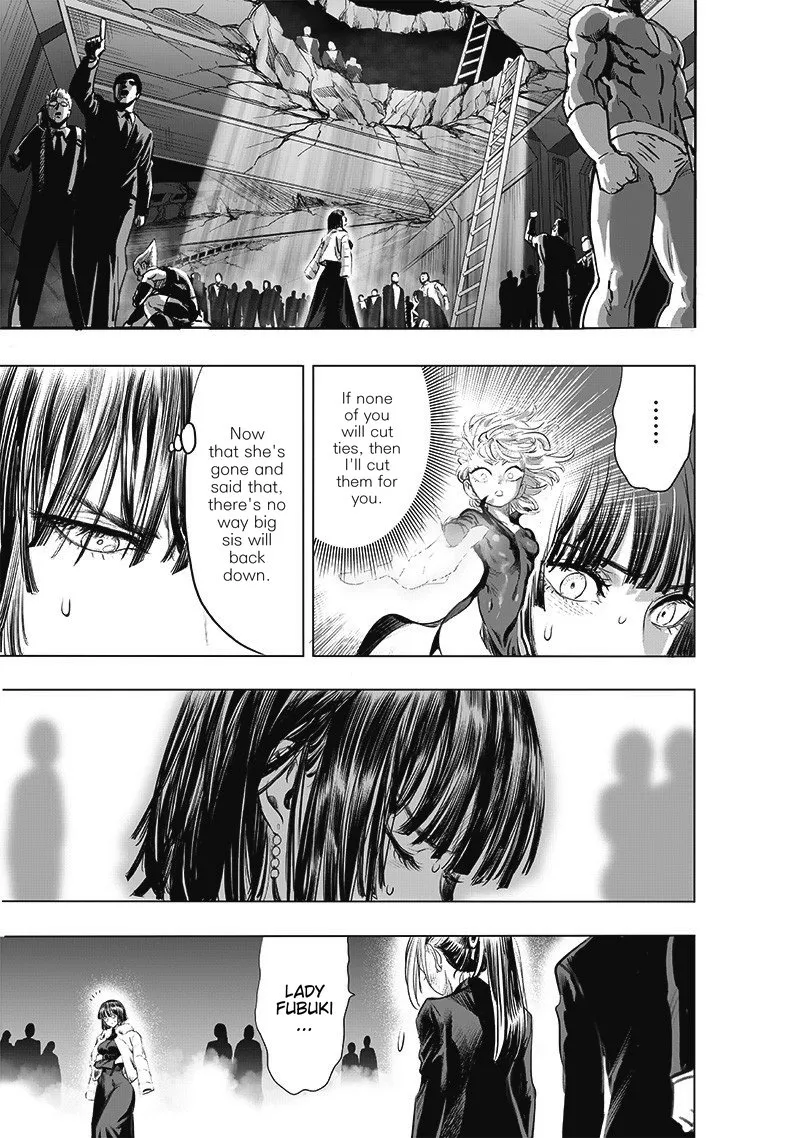 .......
If none
of you
will cut
ties, then
I'll cut
them for
you.
Now
that she's
gone and
said that,
there's no
way big
sis will
back
down.
LADY
FUBUKI
...